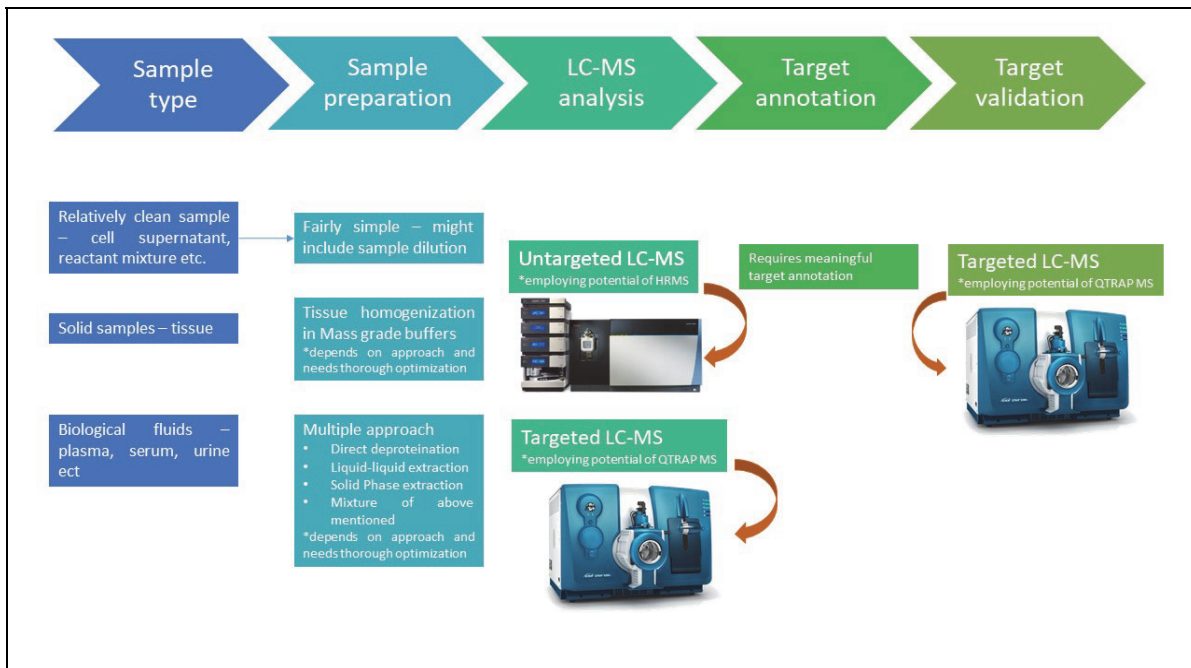 Sample
type
Sample
preparation
LC-MS
analysis
Target
annotation
Target
validation
Relatively clean sample
– cell supernatant,
reactant mixture etc.
Fairly simple – might
include sample dilution
Untargeted LC-MS
*employing potential of HRMS
Requires meaningful
target annotation
Targeted LC-MS
*employing potential of QTRAP MS
Solid samples – tissue
Tissue homogenization
in Mass grade buffers
*depends on approach and
needs thorough optimization
Biological fluids –
plasma, serum, urine
ect
Multiple approach
• Direct deproteination
• Liquid-liquid extraction
• Solid Phase extraction
• Mixture of above
mentioned
*depends on approach and
needs thorough optimization
Targeted LC-MS
*employing potential of QTRAP MS